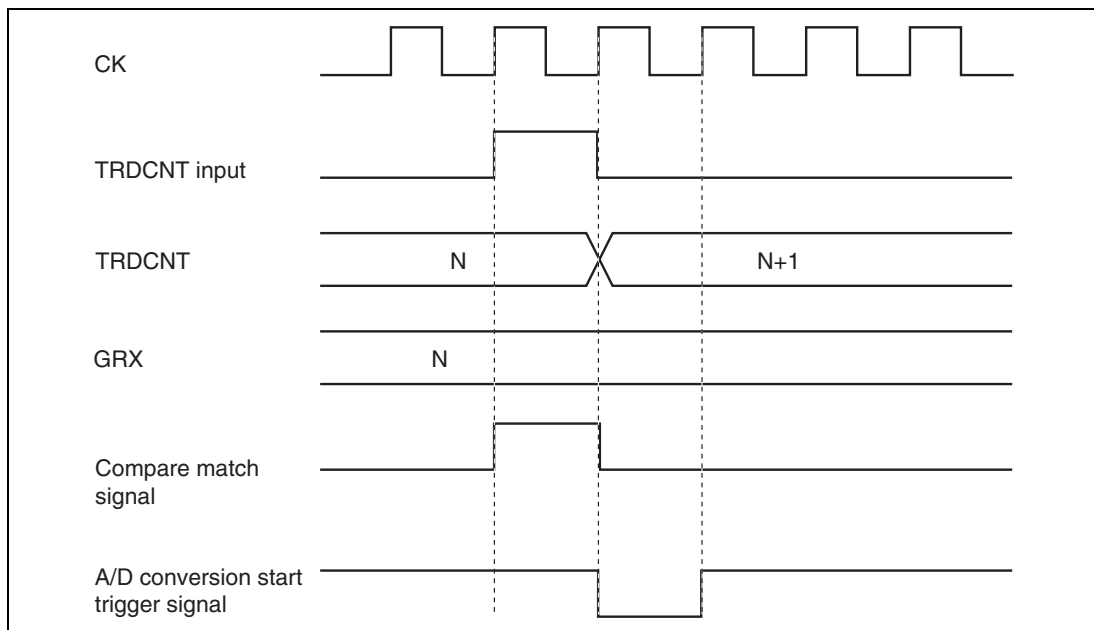 CK
TRDCNT input
TRDCNT
N
N+1
GRX
N
Compare match
signal
A/D conversion start
trigger signal